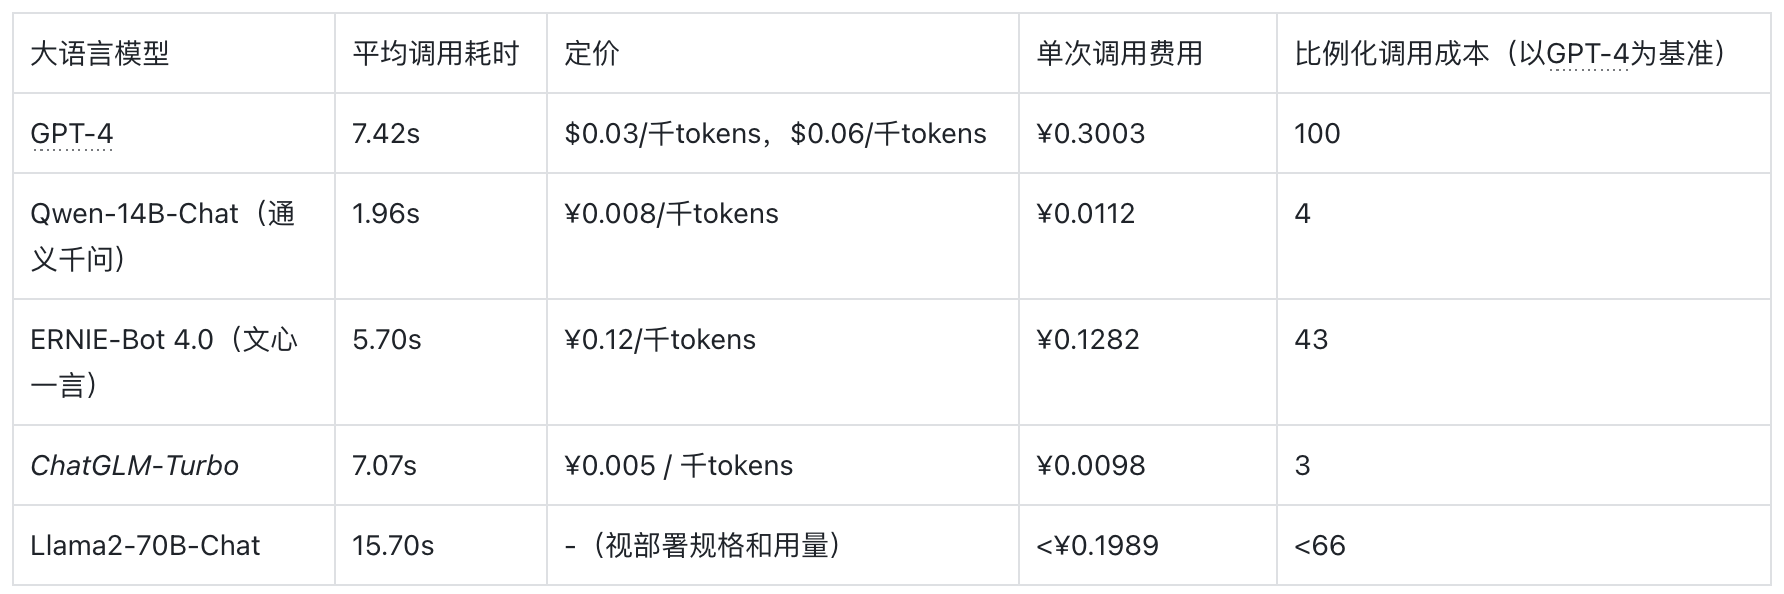 大语言模型 平均调用耗时 定价 单次调用费用 比例化调用成本（以GPT-4为基准）
GPT-4 7.42s $0.03/千tokens，$0.06/千tokens ¥0.3003 100
Qwen-14B-Chat（通 1.96s ¥0.008/千tokens ¥0.0112 4
义千问）
ERNIE-Bot 4.0（文心 5.70s ¥0.12/千tokens ¥0.1282 43
一言）
ChatGLM-Turbo 7.07s ¥0.005 / 千tokens ¥0.0098 3
Llama2-70B-Chat 15.70s -（视部署规格和用量） <¥0.1989 <66